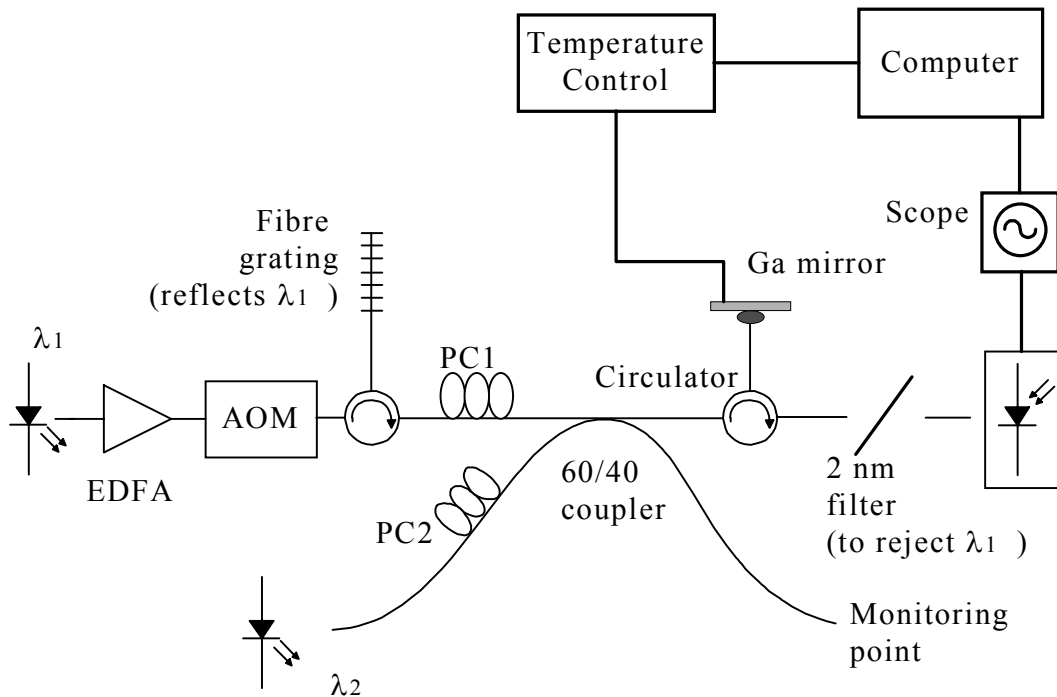 Temperature
Control
Computer
Scope
Fibre
grating
(reflects λ1 )
Ga mirror
λ1
PC1
Circulator
AOM
EDFA
60/40
coupler
PC2
2 nm
filter
(to reject λ1 )
Monitoring
point
λ2